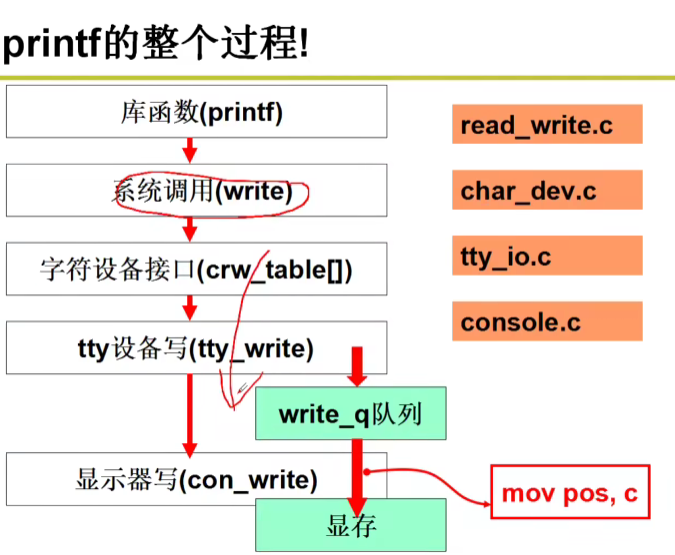 printf的整个过程!
库函数(printf)
系统调用(write)
字符设备接口(crw_table[])
tty设备写(tty_write)
write_q队列
显示器写(con_write)
显存
read_write.c
char_dev.c
tty_io.c
console.c
mov pos, c